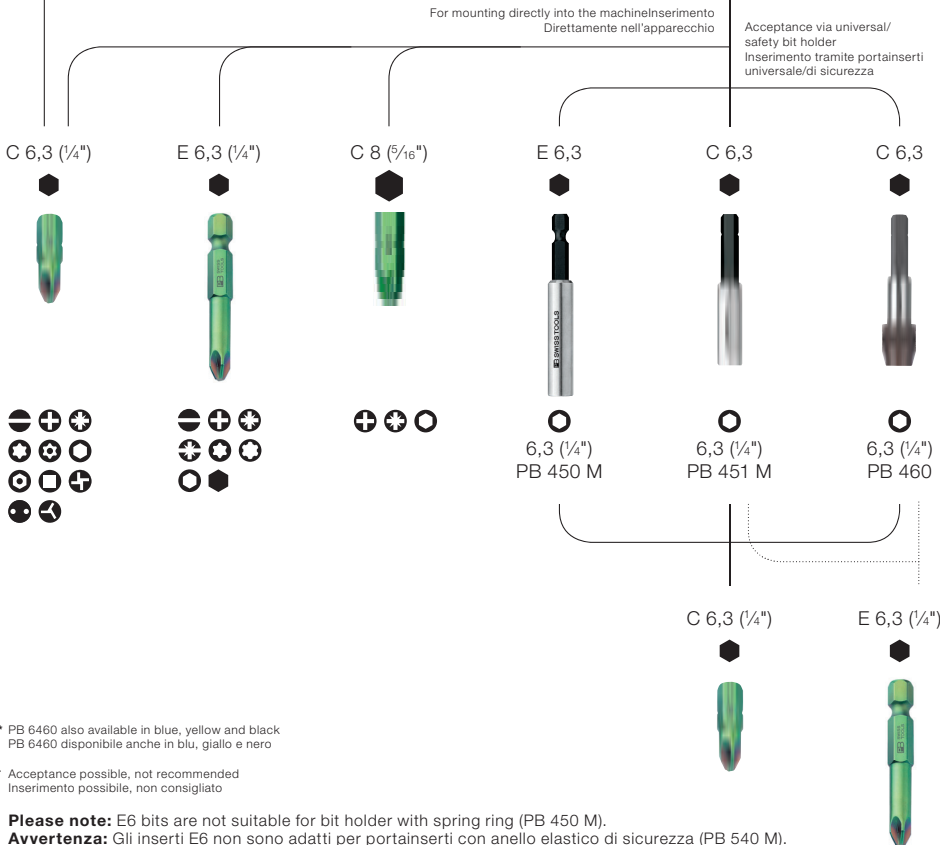 For mounting directly into the machineInserimento
Direttamente nell'apparecchio
Acceptance via universal/
safety bit holder
Inserimento tramite portainserti
universale/di sicurezza
C 6,3 (¼")
E 6,3 (¼")
C 8 (⁵⁄₁₆")
E 6,3
C 6,3
C 6,3
PB SWISS TOOLS
6,3 (¼")
PB 450 M
6,3 (¼")
PB 451 M
6,3 (¼")
PB 460
C 6,3 (¼")
E 6,3 (¼")
* PB 6460 also available in blue, yellow and black
PB 6460 disponibile anche in blu, giallo e nero
Acceptance possible, not recommended
Inserimento possibile, non consigliato
Please note: E6 bits are not suitable for bit holder with spring ring (PB 450 M).
Avvertenza: Gli inserti E6 non sono adatti per portainserti con anello elastico di sicurezza (PB 540 M).